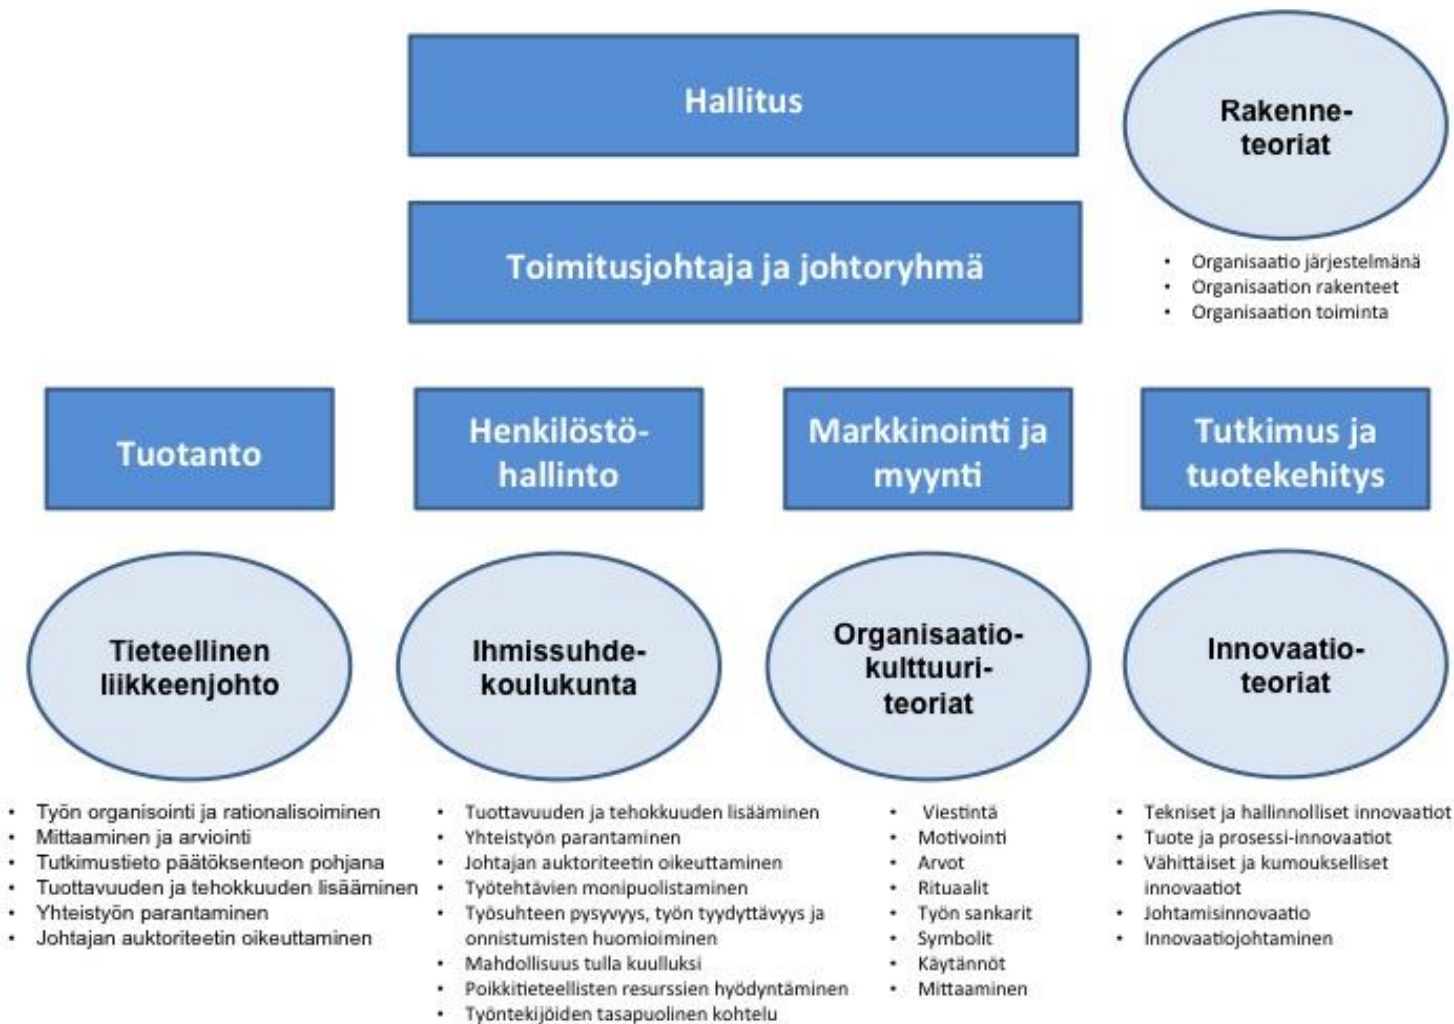 Hallitus
Rakenne-
teoriat
Toimitusjohtaja ja johtoryhmä
• Organisaatio järjestelmänä
• Organisaation rakenteet
• Organisaation toiminta
Tuotanto
Henkilöstö-
hallinto
Markkinointi ja
myynti
Tutkimus ja
tuotekehitys
Tieteellinen
liikkeenjohto
Ihmissuhde-
koulukunta
Organisaatio-
kulttuuri-
teoriat
Innovaatio-
teoriat
• Työn organisointi ja rationalisoiminen
• Mittaaminen ja arviointi
• Tutkimustieto päätöksenteon pohjana
• Tuottavuuden ja tehokkuuden lisääminen
• Yhteistyön parantaminen
• Johtajan auktoriteetin oikeuttaminen
• Tuottavuuden ja tehokkuuden lisääminen
• Yhteistyön parantaminen
• Johtajan auktoriteetin oikeuttaminen
• Työtehtävien monipuolistaminen
• Työsuhteen pysyvyys, työn tyydyttävyys ja
onnistumisten huomioiminen
• Mahdollisuus tulla kuulluksi
• Poikkitieteellisten resurssien hyödyntäminen
• Työntekijöiden tasapuolinen kohtelu
• Viestintä
• Motivointi
• Arvot
• Rituaalit
• Työn sankarit
• Symbolit
• Käytännöt
• Mittaaminen
• Tekniset ja hallinnolliset innovaatiot
• Tuote ja prosessi-innovaatiot
• Vähittäiset ja kumoukselliset
innovaatiot
• Johtamisinnovaatio
• Innovaatiojohtaminen